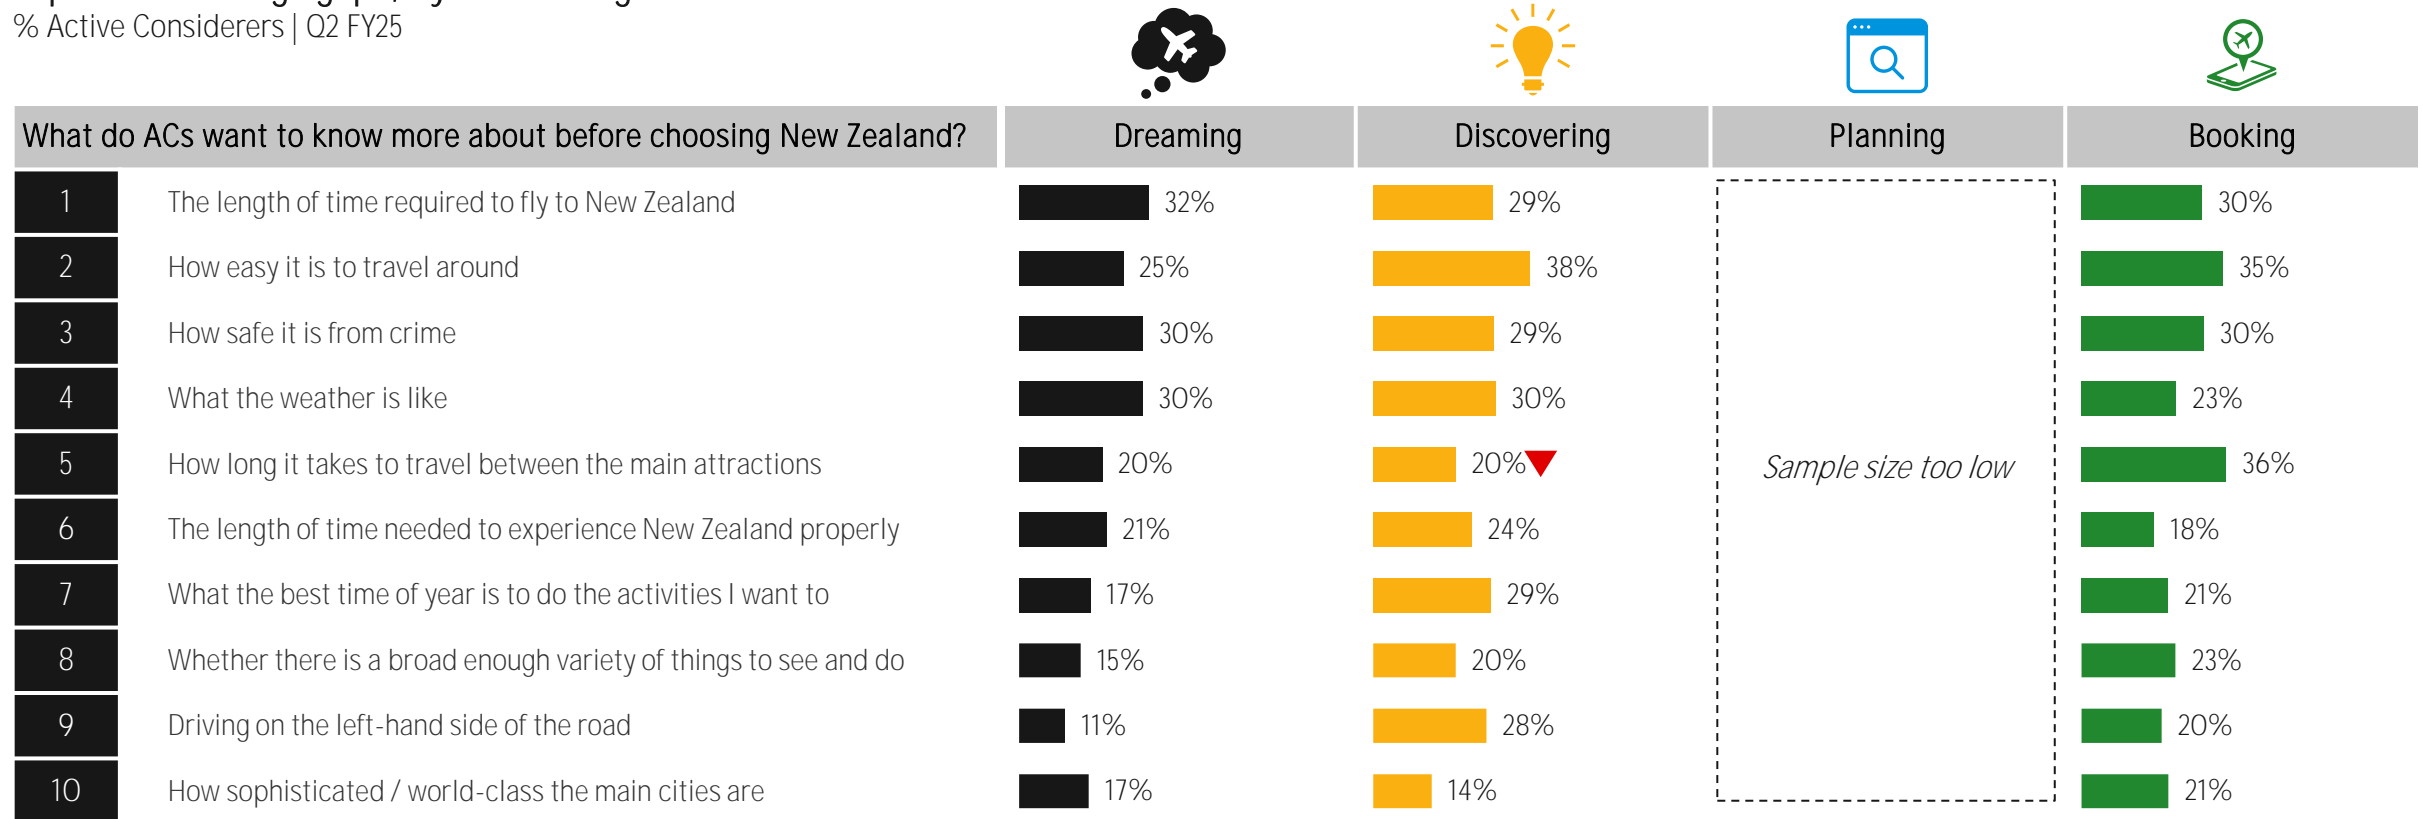 % Active Considerers | Q2 FY25
What do ACs want to know more about before choosing New Zealand? Dreaming Discovering Planning Booking
1 The length of time required to fly to New Zealand 32% 29% 30%
2 How easy it is to travel around 25% 38% 35%
3 How safe it is from crime 30% 29% 30%
4 What the weather is like 30% 30% 23%
5 How long it takes to travel between the main attractions 20% 20% Sample size too low 36%
6 The length of time needed to experience New Zealand properly 21% 24% 18%
7 What the best time of year is to do the activities I want to 17% 29% 21%
8 Whether there is a broad enough variety of things to see and do 15% 20% 23%
9 Driving on the left-hand side of the road 11% 28% 20%
10 How sophisticated / world-class the main cities are 17% 14% 21%